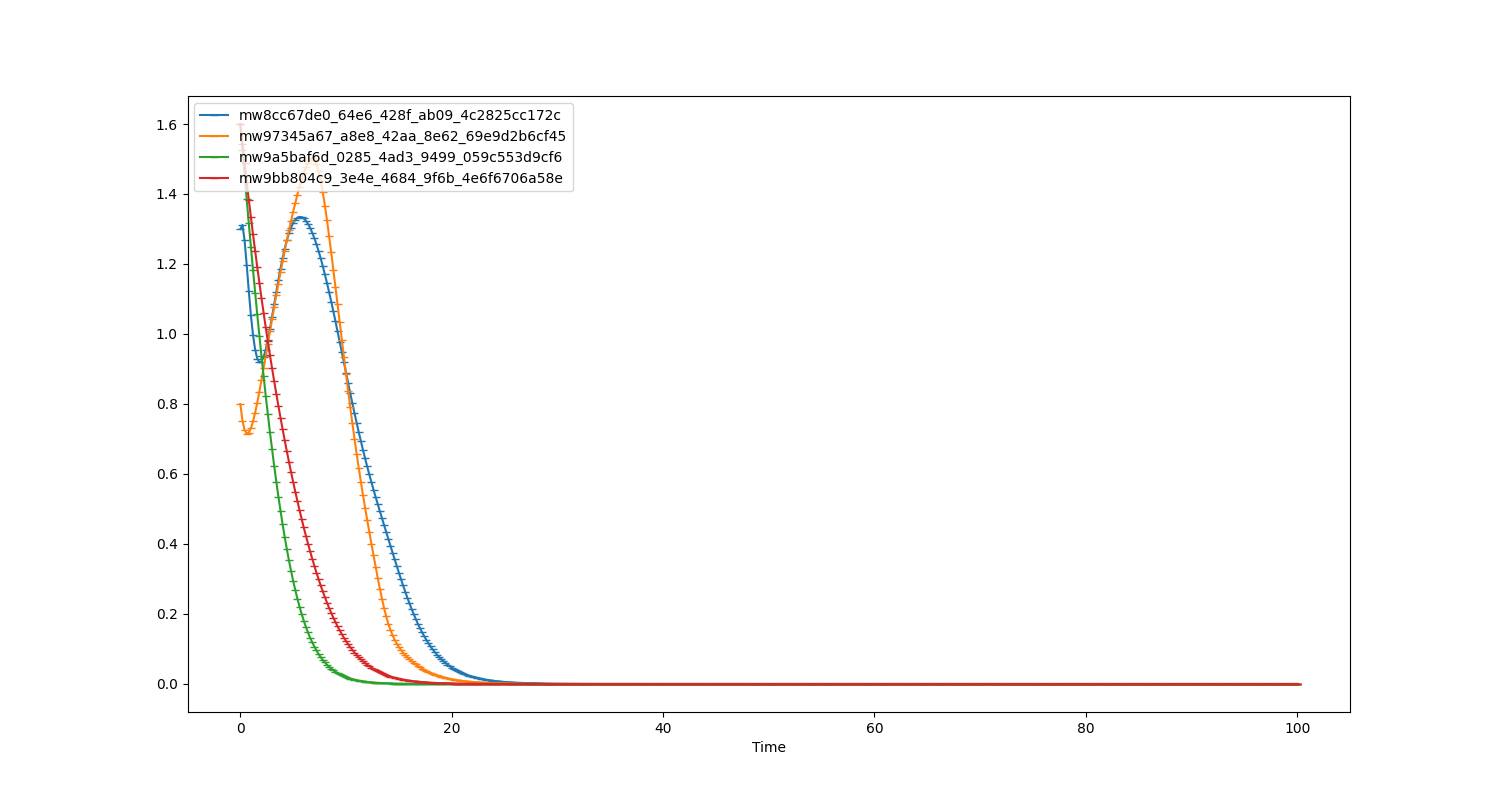 mw8cc67de0_64e6_428f_ab09_4c2825cc172c
mw97345a67_a8e8_42aa_8e62_69e9d2b6cf45
mw9a5baf6d_0285_4ad3_9499_059c553d9cf6
mw9bb804c9_3e4e_4684_9f6b_4e6f6706a58e
1.6
1.4
1.2
1.0
0.8
0.6
0.4
0.2
0.0
0 20 40 60 80 100
Time